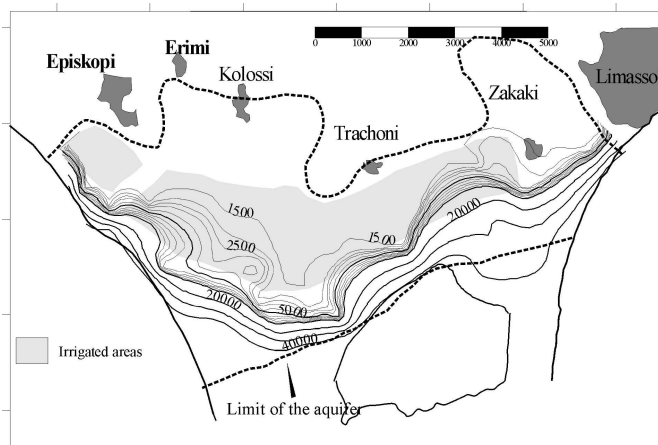 0 1000 2000 3000 4000 5000
Erimi
Episkopi
Kolossi
Limasso
Zakaki
Trachoni
1500
20000
1500
2500
20000
5000
40000
Irrigated areas
Limit of the aquifer